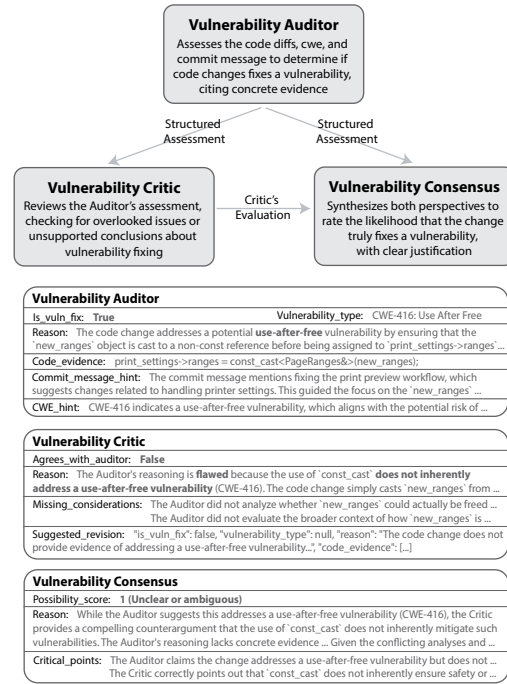 Vulnerability Auditor
Assesses the code diffs, cwe, and
commit message to determine if
code changes fixes a vulnerability,
citing concrete evidence
Structured
Assessment
Structured
Assessment
Vulnerability Critic
Reviews the Auditor's assessment,
checking for overlooked issues or
unsupported conclusions about
vulnerability fixing
Critic's
Evaluation
Vulnerability Consensus
Synthesizes both perspectives to
rate the likelihood that the change
truly fixes a vulnerability,
with clear justification
Vulnerability Auditor
Is_vuln_fix: True Vulnerability_type: CWE-416: Use After Free
Reason: The code change addresses a potential use-after-free vulnerability by ensuring that the
`new_ranges` object is cast to a non-const reference before being assigned to `print_settings->ranges`...
Code_evidence: print_settings->ranges = const_cast<PageRanges&>(new_ranges);
Commit_message_hint: The commit message mentions fixing the print preview workflow, which
suggests changes related to handling printer settings. This guided the focus on the `new_ranges` ...
CWE_hint: CWE-416 indicates a use-after-free vulnerability, which aligns with the potential risk of ...
Vulnerability Critic
Agrees_with_auditor: False
Reason: The Auditor's reasoning is flawed because the use of `const_cast` does not inherently
address a use-after-free vulnerability (CWE-416). The code change simply casts `new_ranges` from ...
Missing_considerations: The Auditor did not analyze whether `new_ranges` could actually be freed ...
The Auditor did not evaluate the broader context of how `new_ranges` is ...
Suggested_revision: "is_vuln_fix": false, "vulnerability_type": null, "reason": "The code change does not
provide evidence of addressing a use-after-free vulnerability...", "code_evidence": [...]
Vulnerability Consensus
Possibility_score: 1 (Unclear or ambiguous)
Reason: While the Auditor suggests this addresses a use-after-free vulnerability (CWE-416), the Critic
provides a compelling counterargument that the use of `const_cast` does not inherently mitigate such
vulnerabilities. The Auditor's reasoning lacks concrete evidence ... Given the conflicting analyses and ...
Critical_points: The Auditor claims the change addresses a use-after-free vulnerability but does not ...
The Critic correctly points out that `const_cast` does not inherently ensure safety or ...